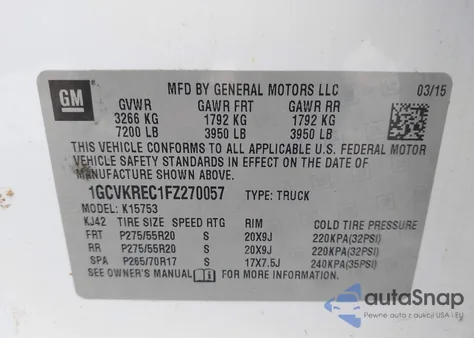 GM
MFD BY GENERAL MOTORS LLC 03/15
GVWR GAWR FRT GAWR RR
3266 KG 1792 KG 1792 KG
7200 LB 3950 LB 3950 LB
THIS VEHICLE CONFORMS TO ALL APPLICABLE U.S. FEDERAL MOTOR
VEHICLE SAFETY STANDARDS IN EFFECT ON THE DATE OF
MANUFACTURE SHOWN ABOVE.
1GCVKREC1FZ270057 TYPE: TRUCK
MODEL: K15753
KJ42 TIRE SIZE SPEED RTG RIM COLD TIRE PRESSURE
FRT P275/55R20 S 20X9J 220KPA(32PSI)
RR P275/55R20 S 20X9J 220KPA(32PSI)
SPA P265/70R17 S 17X7.5J 240KPA(35PSI)
SEE OWNER'S MANUAL FOR MORE INFORMATION.
autoSnap
Pewne auta z USA i EU